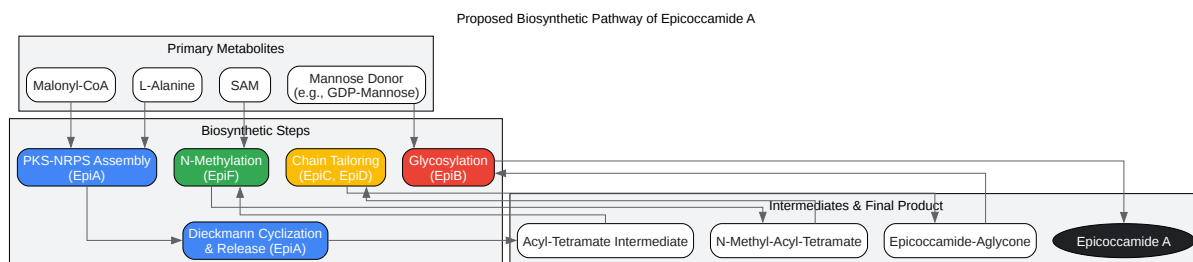 Proposed Biosynthetic Pathway of Epicoccamide A
Primary Metabolites
Malonyl-CoA
L-Alanine
SAM
Mannose Donor
(e.g., GDP-Mannose)
Biosynthetic Steps
PKS-NRPS Assembly
(EpiA)
N-Methylation
(EpiF)
Chain Tailoring
(EpiC, EpiD)
Glycosylation
(EpiB)
Dieckmann Cyclization
& Release (EpiA)
Intermediates & Final Product
Acyl-Tetramate Intermediate
N-Methyl-Acyl-Tetramate
Epicoccamide-Aglycone
Epicoccamide A